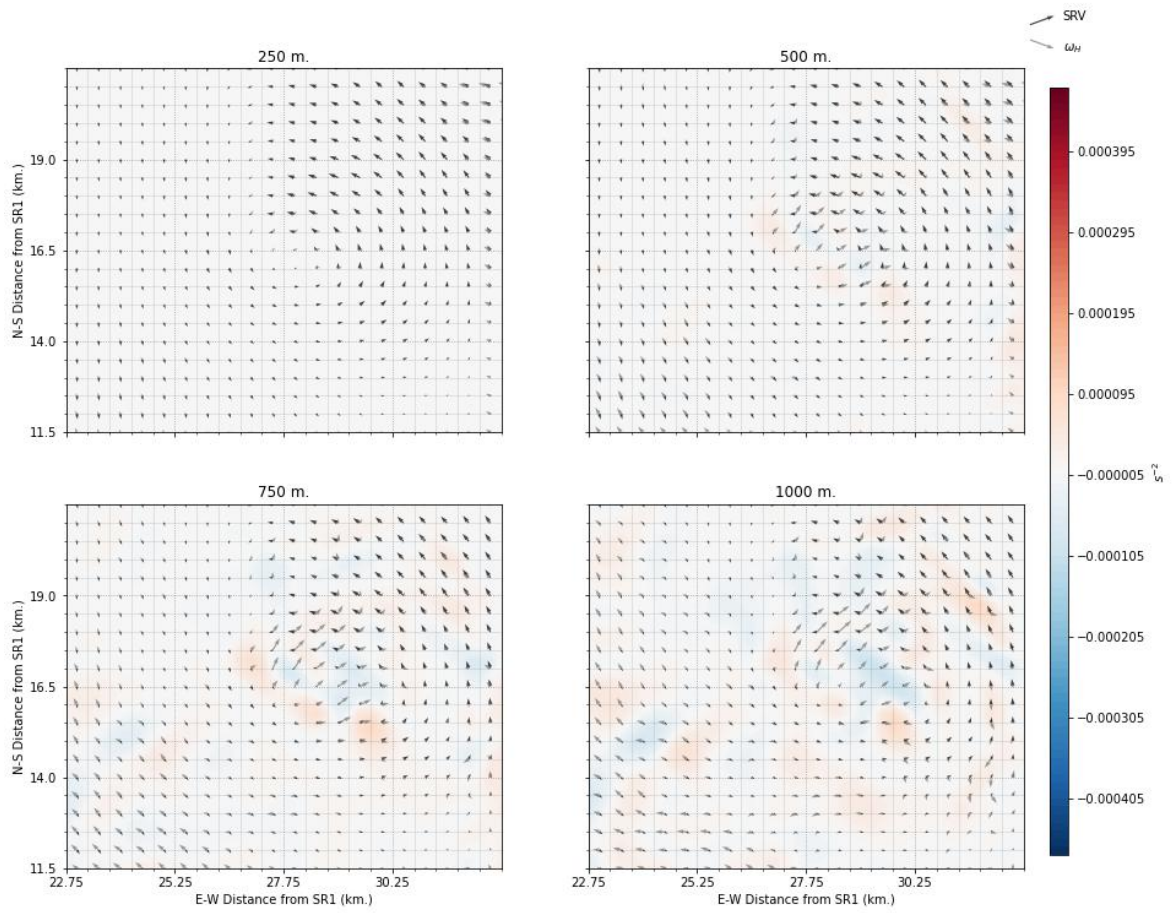 SRV
ω_H
250 m.
500 m.
N-S Distance from SR1 (km.)
19.0
16.5
14.0
11.5
0.000395
0.000295
0.000195
0.000095
−0.000005
−0.000105
−0.000205
−0.000305
−0.000405
s⁻²
750 m.
1000 m.
N-S Distance from SR1 (km.)
19.0
16.5
14.0
11.5
22.75 25.25 27.75 30.25
22.75 25.25 27.75 30.25
E-W Distance from SR1 (km.)
E-W Distance from SR1 (km.)